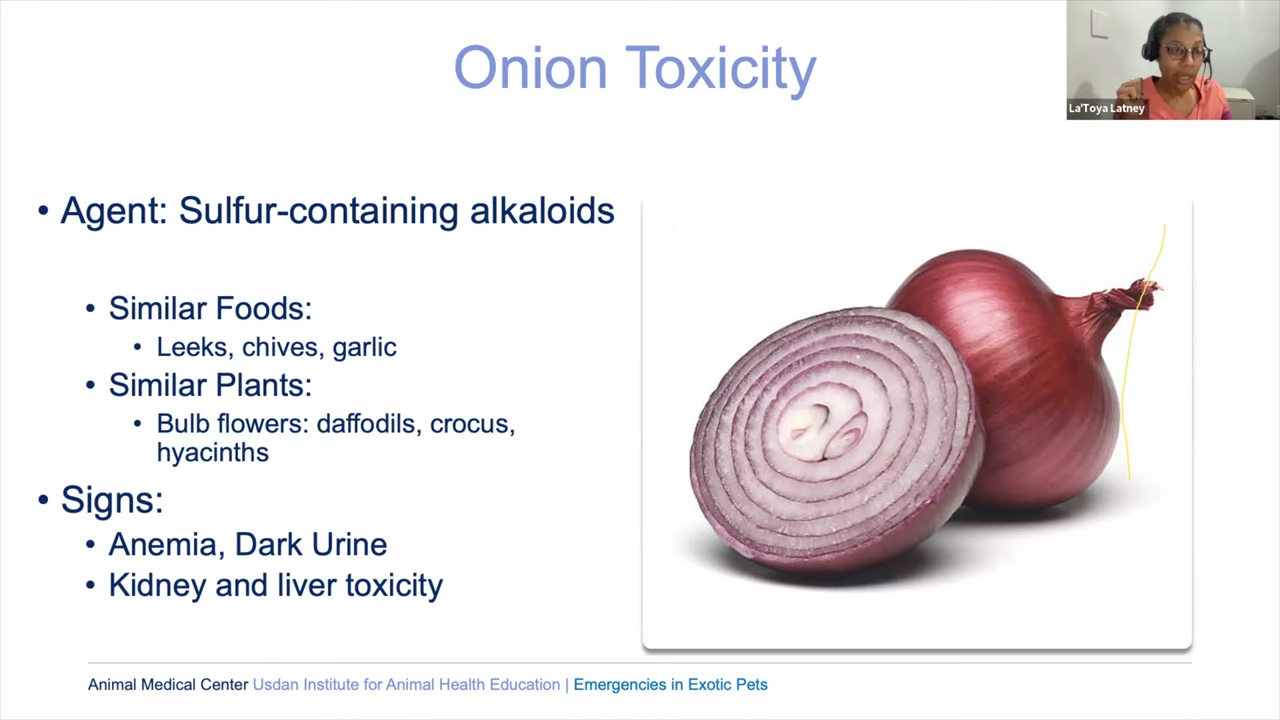 Onion Toxicity
La'Toya Latney
• Agent: Sulfur-containing alkaloids
• Similar Foods:
• Leeks, chives, garlic
• Similar Plants:
• Bulb flowers: daffodils, crocus,
hyacinths
• Signs:
• Anemia, Dark Urine
• Kidney and liver toxicity
Animal Medical Center Usdan Institute for Animal Health Education | Emergencies in Exotic Pets